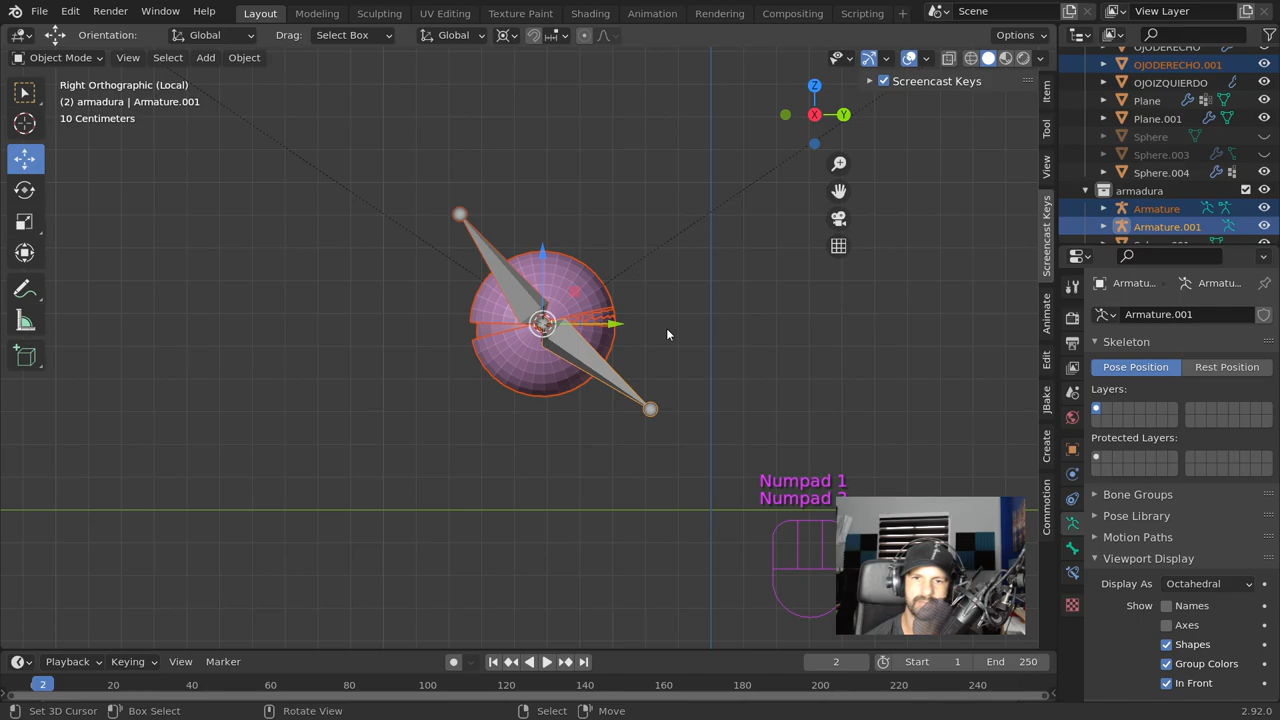 File Edit Render Window Help
Layout Modeling Sculpting UV Editing Texture Paint Shading Animation Rendering Compositing Scripting
Scene
View Layer
Orientation: Global Drag: Select Box Global Options
Object Mode View Select Add Object
Right Orthographic (Local)
(2) armadura | Armature.001
10 Centimeters
Screencast Keys
Z
X
Y
Item
Tool
View
Screencast Keys
Animate
Edit
JBake
Create
Commotion
OJODERECHO
OJODERECHO.001
OJOIZQUIERDO
Plane
Plane.001
Sphere
Sphere.003
Sphere.004
armadura
Armature
Armature.001
Armatu... Armatu...
Armature.001
Skeleton
Pose Position Rest Position
Layers:
Protected Layers:
Bone Groups
Pose Library
Motion Paths
Viewport Display
Display As Octahedral
Show Names
Axes
Shapes
Group Colors
In Front
Numpad 1
Numpad
Playback Keying View Marker
2 Start 1 End 250
2 20 40 60 80 100 120 140 160 180 200 220 240
Set 3D Cursor Box Select Rotate View Select Move 2.92.0